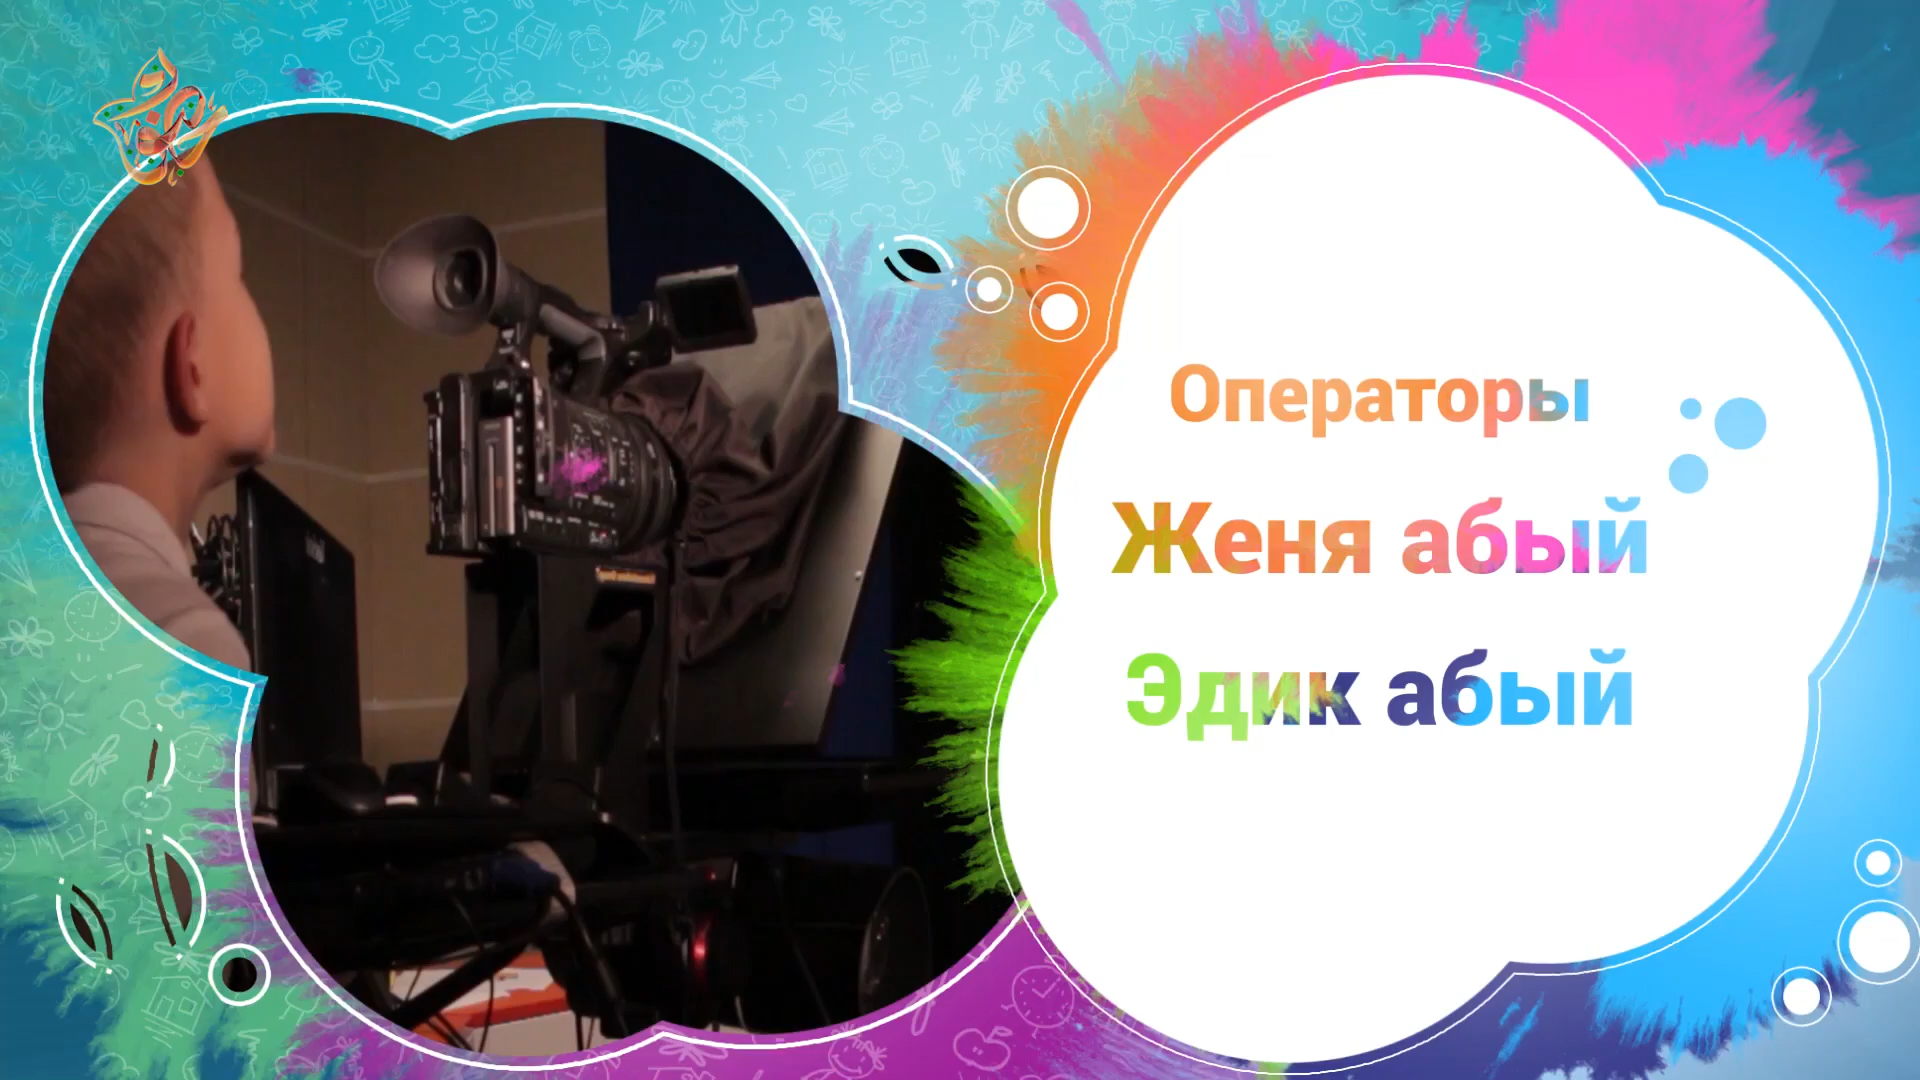 Операторы
Женя абый
Эдик абый